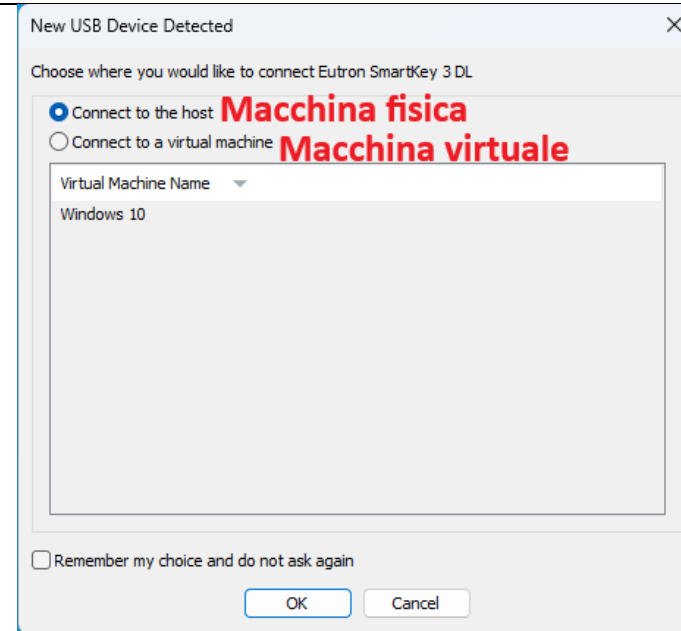 New USB Device Detected
Choose where you would like to connect Eutron SmartKey 3 DL
Connect to the host Macchina fisica
Connect to a virtual machine Macchina virtuale
Virtual Machine Name
Windows 10
Remember my choice and do not ask again
OK Cancel